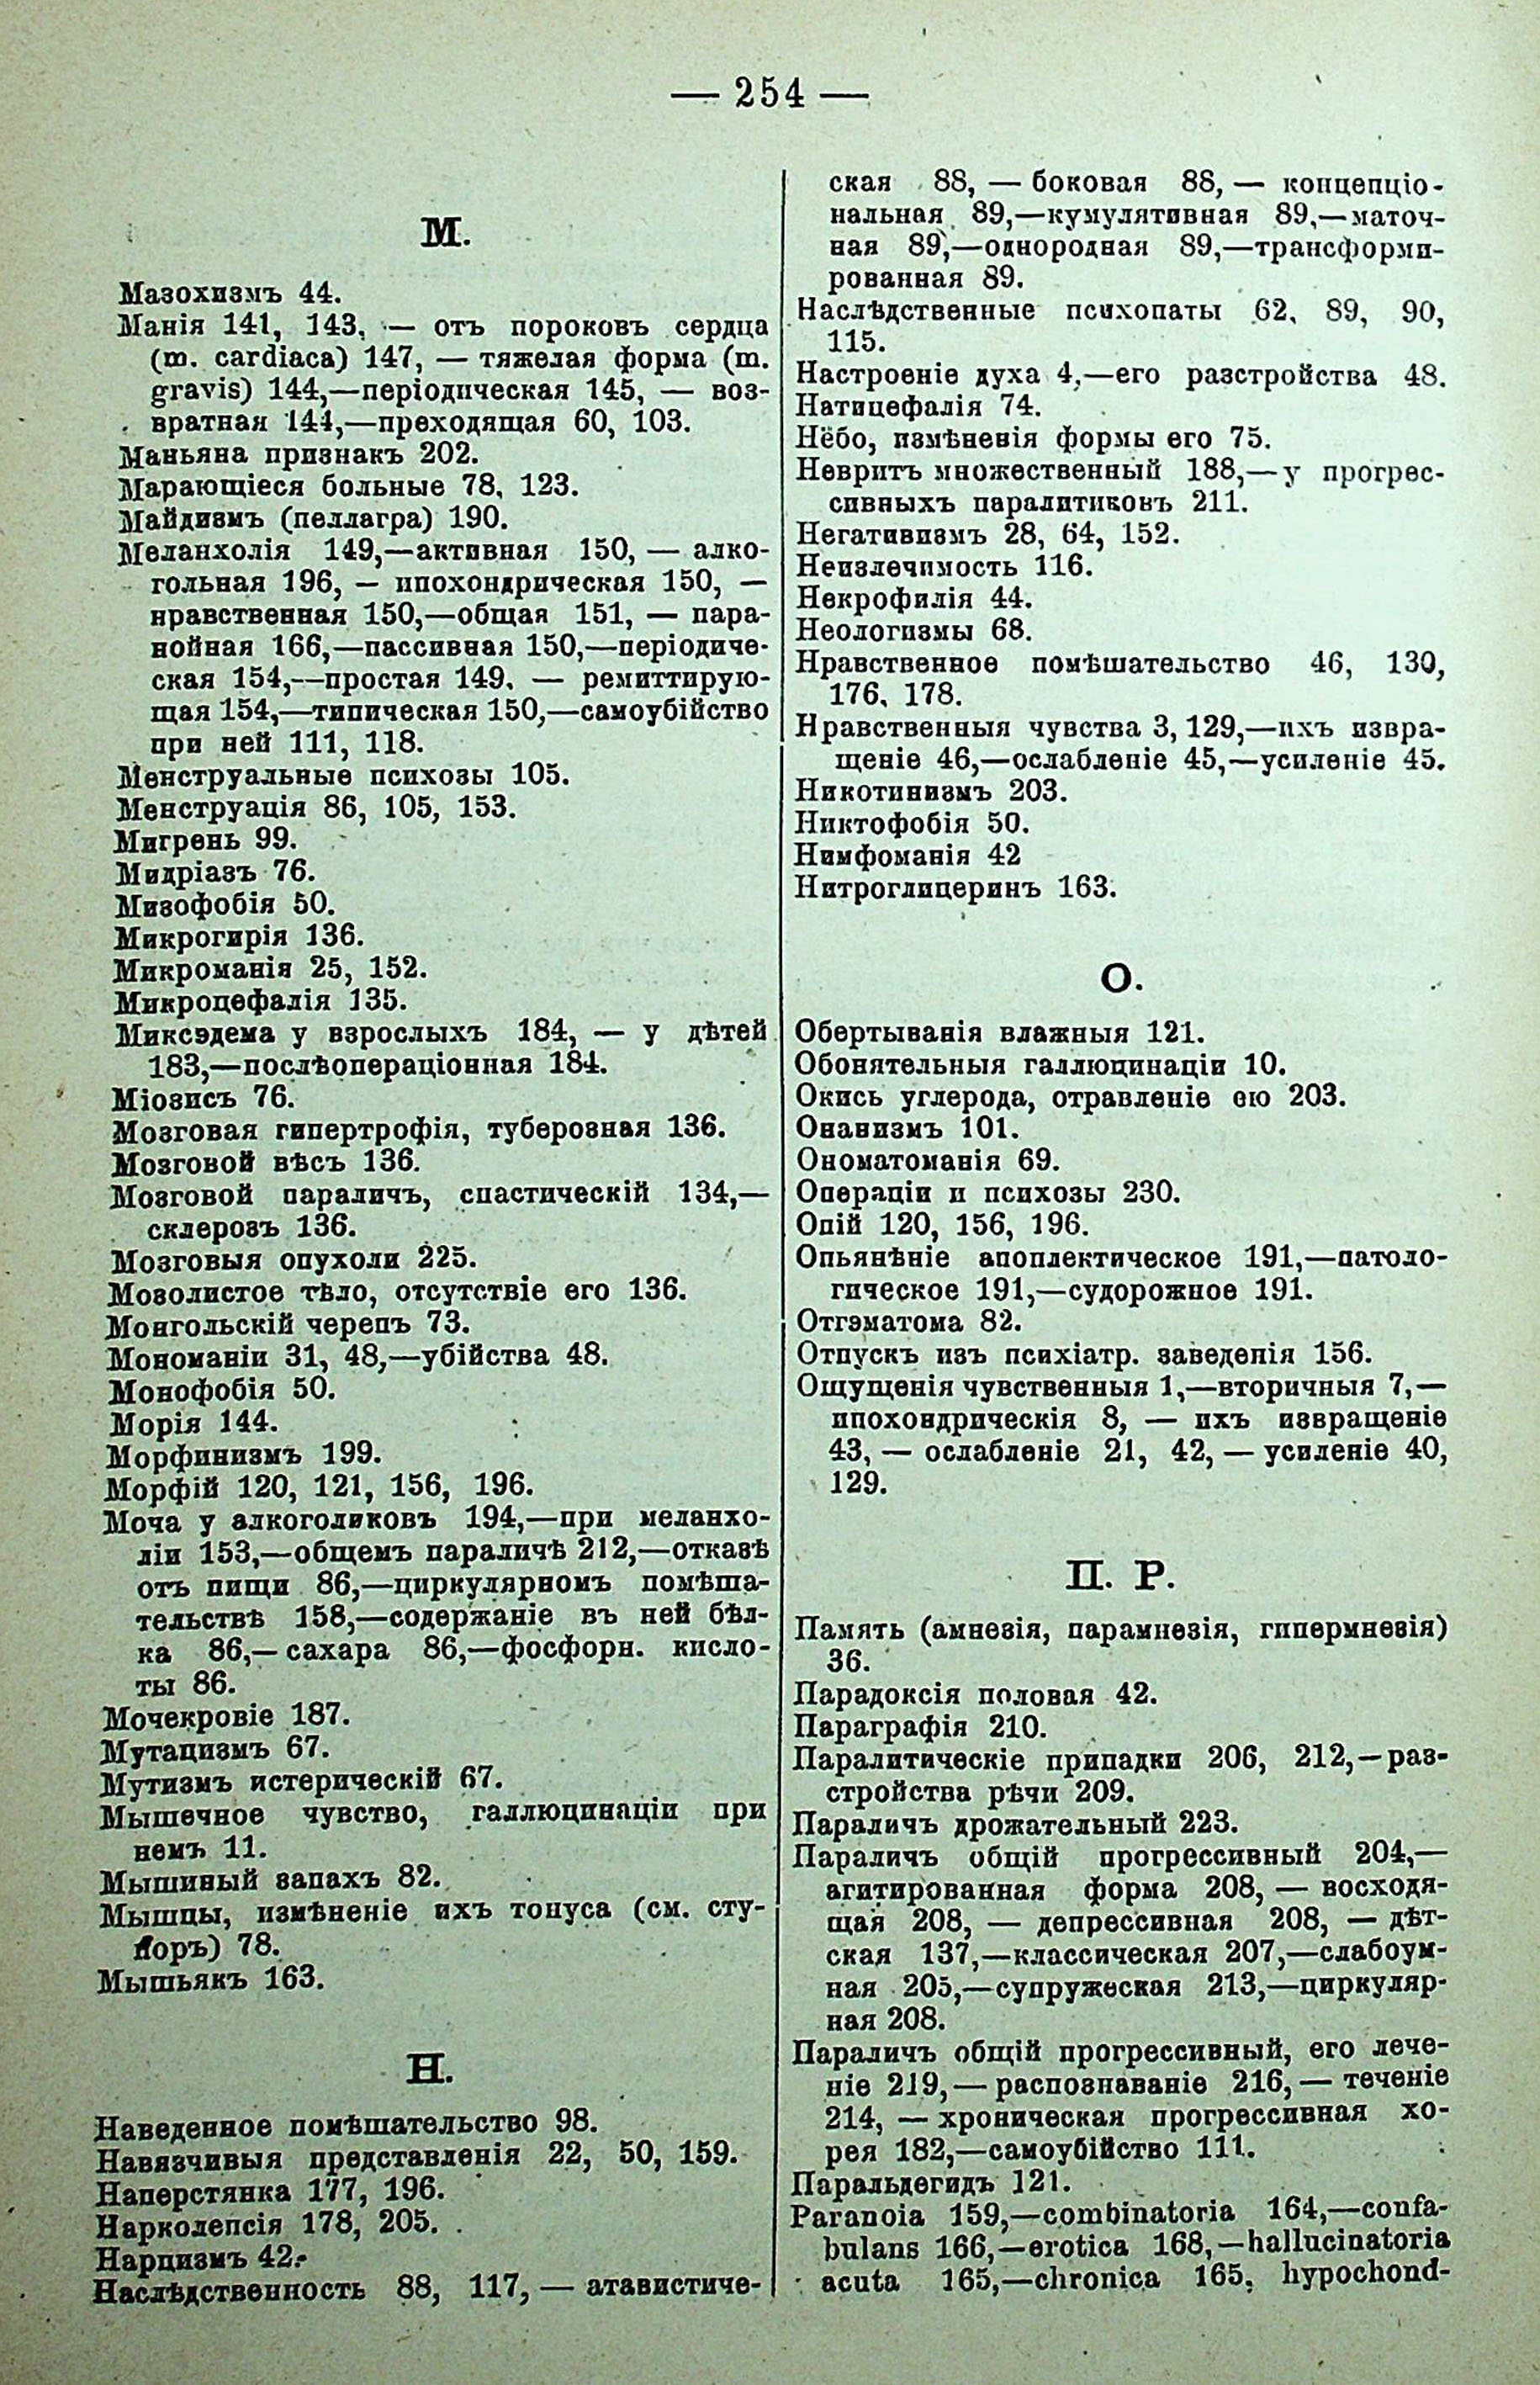 — 254 —
М.
Мазохизмъ 44.
Манія 141, 143, — отъ пороковъ сердца
(m. cardiaca) 147, — тяжелая форма (m.
gravis) 144,—періодическая 145, — воз-
вратная 144,—преходящая 60, 103.
Маньяна признакъ 202.
Марающіеся больные 78, 123.
Майдизмъ (пеллагра) 190.
Меланхолія 149,—активная 150, — алко-
гольная 196, — ипохондрическая 150, —
нравственная 150,—общая 151, — пара-
нойная 166,—пассивная 150,—періодиче-
ская 154,—простая 149, — ремиттирую-
щая 154,—типическая 150,—самоубійство
при ней 111, 118.
Менструальные психозы 105.
Менструація 86, 105, 153.
Мигрень 99.
Мидріазъ 76.
Мизофобія 50.
Микрогирія 136.
Микроманія 25, 152.
Микроцефалія 135.
Миксэдема у взрослыхъ 184, — у дѣтей
183,—послѣопераціонная 184.
Міозисъ 76.
Мозговая гипертрофія, туберозная 136.
Мозговой вѣсъ 136.
Мозговой параличъ, спастическій 134,—
склерозъ 136.
Мозговыя опухоли 225.
Мозолистое тѣло, отсутствіе его 136.
Монгольскій черепъ 73.
Мономаніи 31, 48,—убійства 48.
Монофобія 50.
Морія 144.
Морфинизмъ 199.
Морфій 120, 121, 156, 196.
Моча у алкоголиковъ 194,—при меланхо-
ліи 153,—общемъ параличѣ 212,—отказѣ
отъ пищи 86,—циркулярномъ помѣша-
тельствѣ 158,—содержаніе въ ней бѣл-
ка 86,— сахара 86,—фосфорн. кисло-
ты 86.
Мочекровіе 187.
Мутацизмъ 67.
Мутизмъ истерическій 67.
Мышечное чувство, галлюцинаціи при
немъ 11.
Мышиный запахъ 82.
Мышцы, измѣненіе ихъ тонуса (см. сту-
поръ) 78.
Мышьякъ 163.
Н.
Наведенное помѣшательство 98.
Навязчивыя представленія 22, 50, 159.
Наперстянка 177, 196.
Нарколепсія 178, 205.
Нарцизмъ 42.
Наслѣдственность 88, 117, — атавистиче-
ская 88, — боковая 88, — концепціо-
нальная 89,—кумулятивная 89,—маточ-
ная 89,—однородная 89,—трансформи-
рованная 89.
Наслѣдственные психопаты 62, 89, 90,
115.
Настроеніе духа 4,—его разстройства 48.
Натицефалія 74.
Нёбо, измѣненія формы его 75.
Невритъ множественный 188,—у прогрес-
сивныхъ паралитиковъ 211.
Негативизмъ 28, 64, 152.
Неизлечимость 116.
Некрофилія 44.
Неологизмы 68.
Нравственное помѣшательство 46, 130,
176, 178.
Нравственныя чувства 3, 129,—ихъ извра-
щеніе 46,—ослабленіе 45,—усиленіе 45.
Никотинизмъ 203.
Никтофобія 50.
Нимфоманія 42
Нитроглицеринъ 163.
О.
Обертыванія влажныя 121.
Обонятельныя галлюцинаціи 10.
Окись углерода, отравленіе ею 203.
Онанизмъ 101.
Ономатоманія 69.
Операціи и психозы 230.
Опій 120, 156, 196.
Опьянѣніе апоплектическое 191,—патоло-
гическое 191,—судорожное 191.
Отгэматома 82.
Отпускъ изъ психіатр. заведенія 156.
Ощущенія чувственныя 1,—вторичныя 7,—
ипохондрическія 8, — ихъ извращеніе
43, — ослабленіе 21, 42, — усиленіе 40,
129.
П. Р.
Память (амнезія, парамнезія, гипермнезія)
36.
Парадоксія половая 42.
Параграфія 210.
Паралитическіе припадки 206, 212,—раз-
стройства рѣчи 209.
Параличъ дрожательный 223.
Параличъ общій прогрессивный 204,—
агитированная форма 208, — восходя-
щая 208, — депрессивная 208, — дѣт-
ская 137,—классическая 207,—слабоум-
ная 205,—супружеская 213,—циркуляр-
ная 208.
Параличъ общій прогрессивный, его лече-
ніе 219,— распознаваніе 216,— теченіе
214, — хроническая прогрессивная хо-
рея 182,—самоубійство 111.
Паральдегидъ 121.
Paranoia 159,—combinatoria 164,—confa-
bulans 166,—erotica 168,—hallucinatoria
acuta 165,—chronica 165, hypochond-